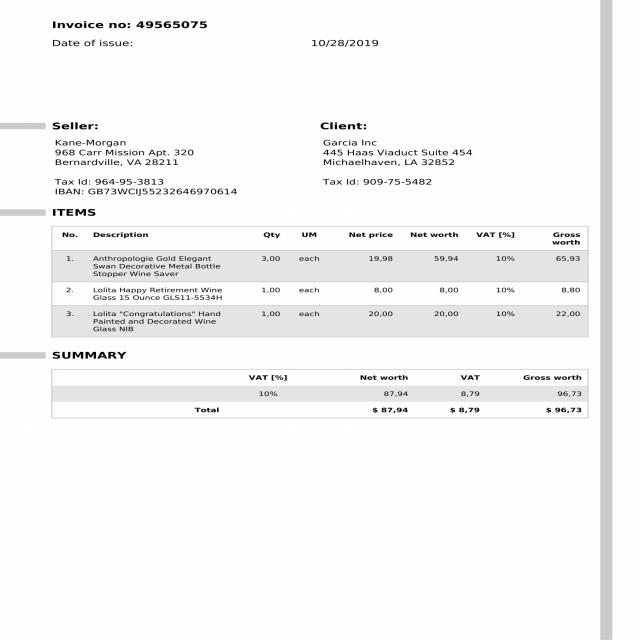 Invoice no: 49565075
Date of issue: 10/28/2019
Seller: Client:
Kane-Morgan Garcia Inc
968 Carr Mission Apt. 320 445 Haas Viaduct Suite 454
Bernardville, VA 28211 Michaelhaven, LA 32852
Tax Id: 964-95-3813 Tax Id: 909-75-5482
IBAN: GB73WCIJ55232646970614
ITEMS
No. Description Qty UM Net price Net worth VAT [%] Gross
worth
1. Anthropologie Gold Elegant 3,00 each 19,98 59,94 10% 65,93
Swan Decorative Metal Bottle
Stopper Wine Saver
2. Lolita Happy Retirement Wine 1,00 each 8,00 8,00 10% 8,80
Glass 15 Ounce GLS11-5534H
3. Lolita "Congratulations" Hand 1,00 each 20,00 20,00 10% 22,00
Painted and Decorated Wine
Glass NIB
SUMMARY
VAT [%] Net worth VAT Gross worth
10% 87,94 8,79 96,73
Total $ 87,94 $ 8,79 $ 96,73